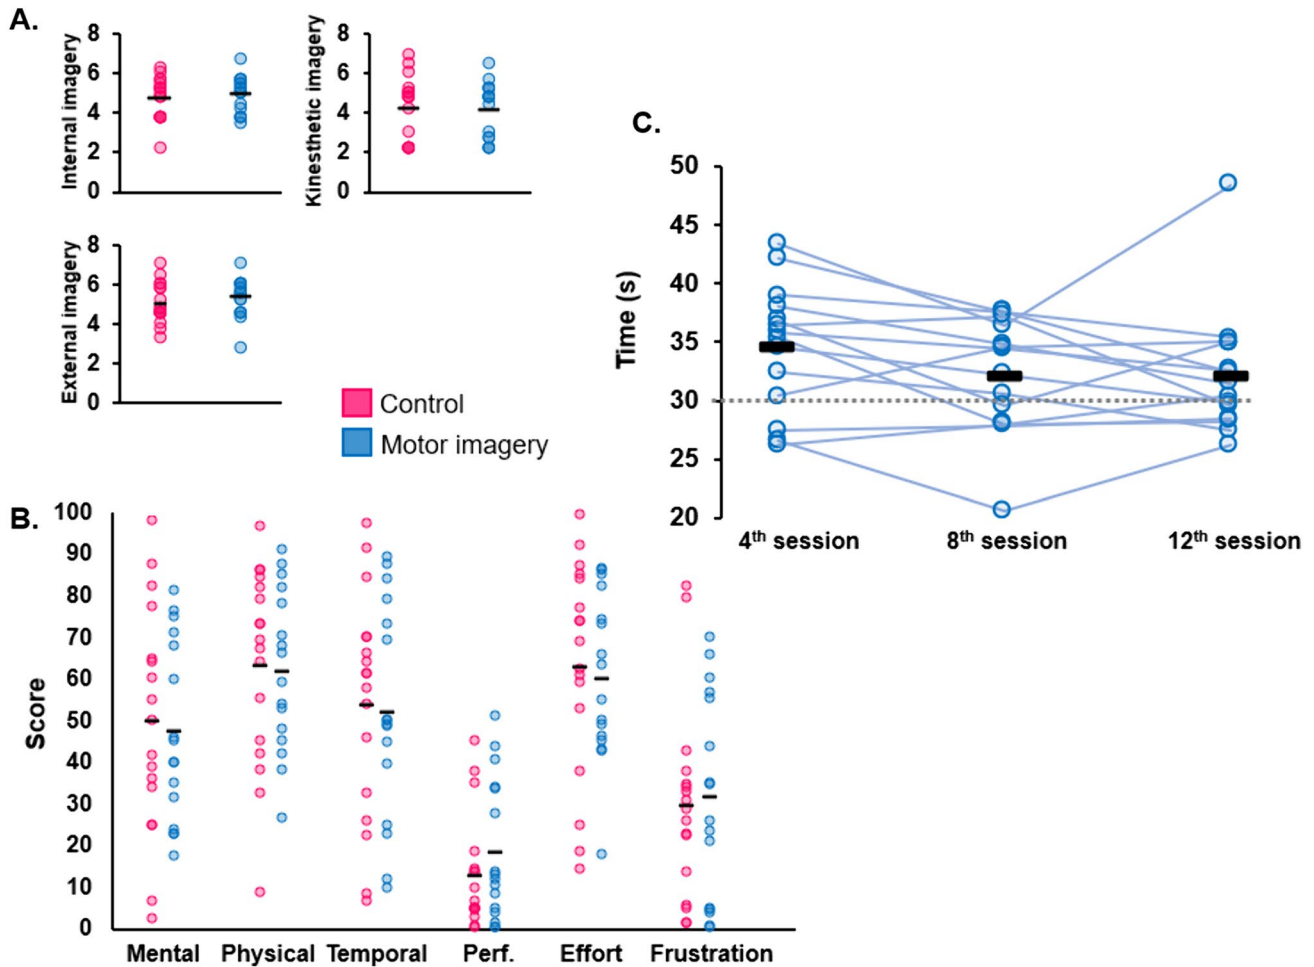 A.
8
6
4
2
0
Internal imagery
8
6
4
2
0
Kinesthetic imagery
8
6
4
2
0
External imagery
Control
Motor imagery
B.
100
90
80
70
60
50
40
30
20
10
0
Score
Mental Physical Temporal Perf. Effort Frustration
C.
50
45
40
35
30
25
20
Time (s)
4th session 8th session 12th session